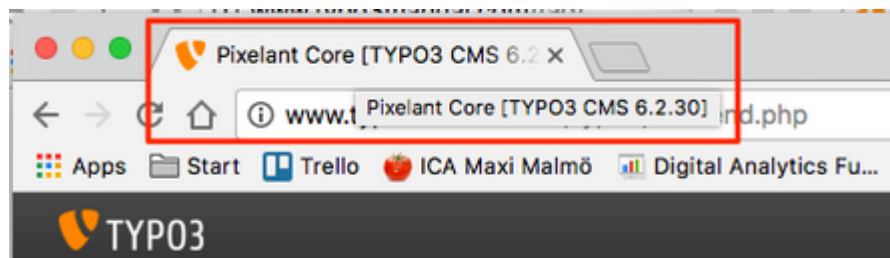 Pixelant Core [TYPO3 CMS 6.2
www.t
Pixelant Core [TYPO3 CMS 6.2.30]
nd.php
Apps Start Trello ICA Maxi Malmö Digital Analytics Fu...
TYPO3